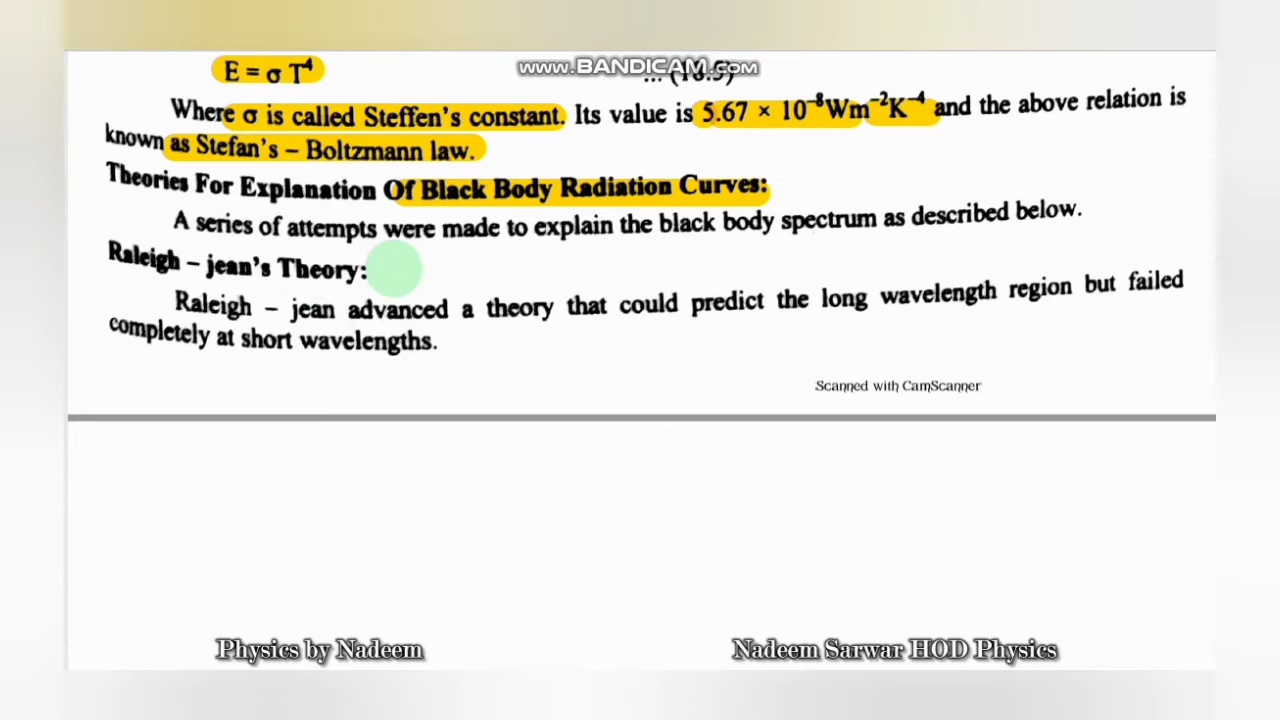 www.BANDICAM.com
E = σ T⁴ ... (18.5)
Where σ is called Steffen's constant. Its value is 5.67 × 10⁻⁸Wm⁻²K⁻⁴ and the above relation is
known as Stefan's – Boltzmann law.
Theories For Explanation Of Black Body Radiation Curves:
A series of attempts were made to explain the black body spectrum as described below.
Raleigh – jean's Theory:
Raleigh – jean advanced a theory that could predict the long wavelength region but failed
completely at short wavelengths.
Scanned with CamScanner
Physics by Nadeem
Nadeem Sarwar HOD Physics